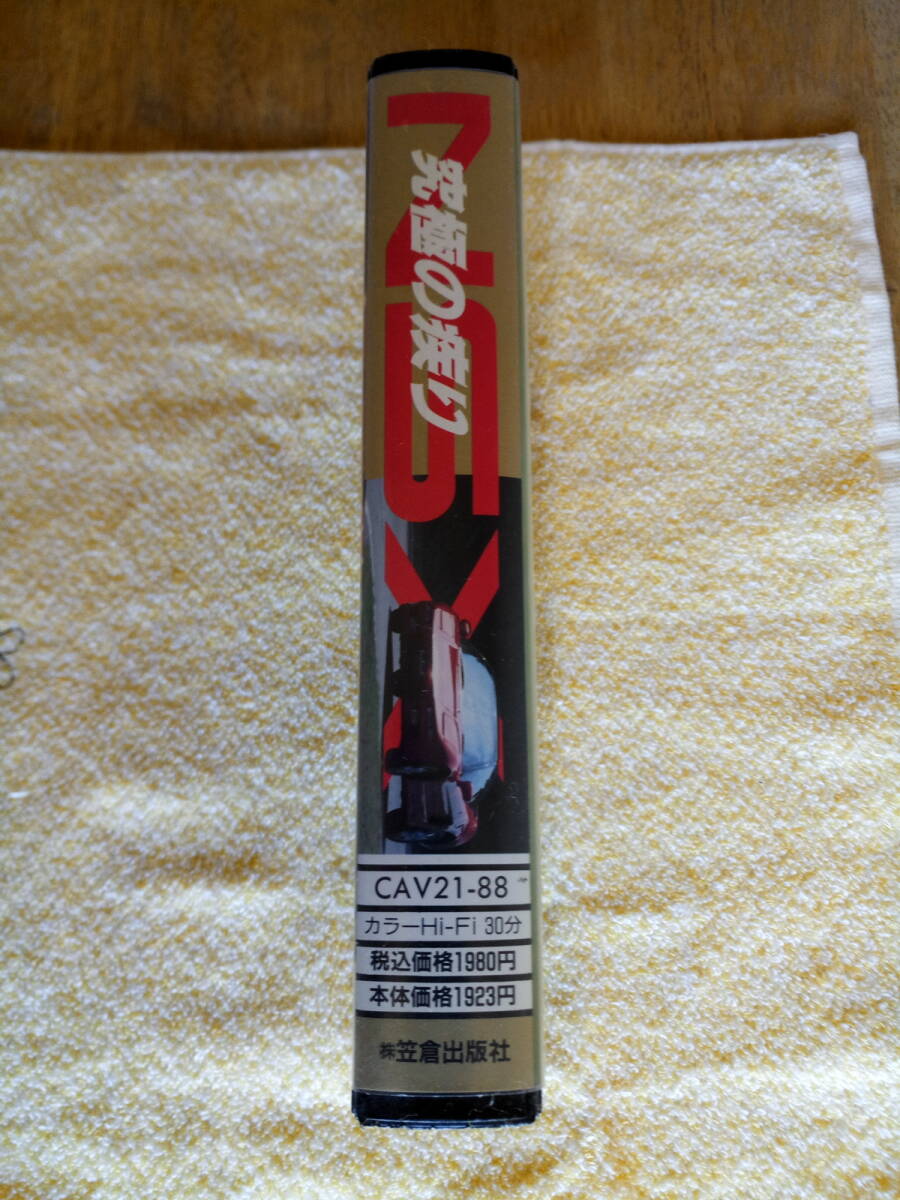 NSX
究極の走り
CAV21-88
カラーHi-Fi 30分
税込価格1980円
本体価格1923円
㈱笠倉出版社